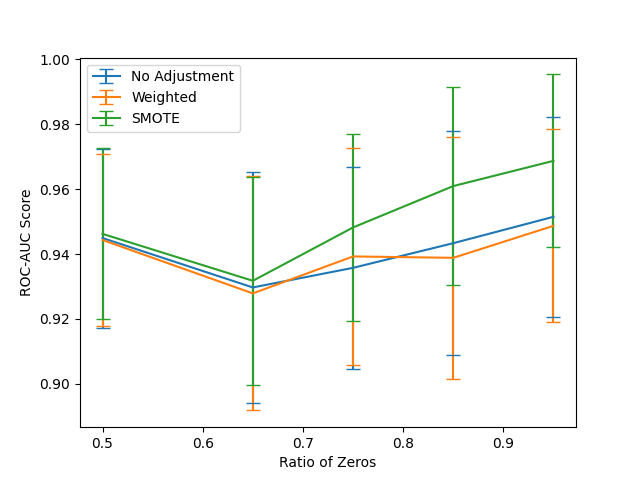 1.00
0.98
0.96
0.94
0.92
0.90
ROC-AUC Score
No Adjustment
Weighted
SMOTE
0.5
0.6
0.7
0.8
0.9
Ratio of Zeros